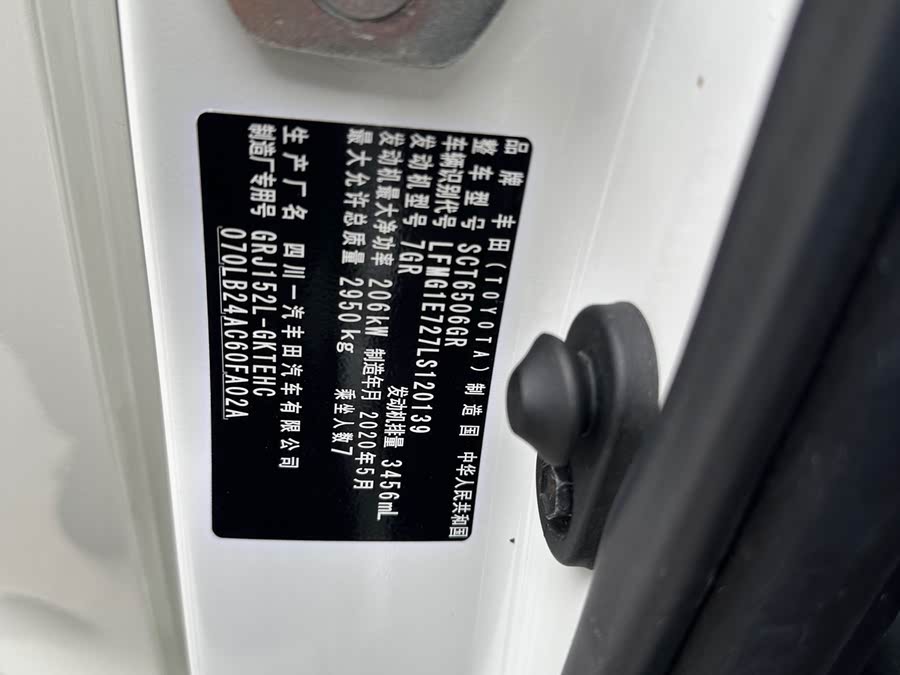 品牌 丰田(TOYOTA) 制造国 中华人民共和国
整车型号 SCT6506GR
车辆识别代号 LFMG1E727LS120139
发动机型号 7GR 发动机排量 3456mL
发动机最大净功率 206kW 制造年月 2020年5月
最大允许总质量 2950kg 乘坐人数 7
生产厂名 四川一汽丰田汽车有限公司
制造厂专用号 GRJ152L-GKTEHC
070LB24AC60FA02A